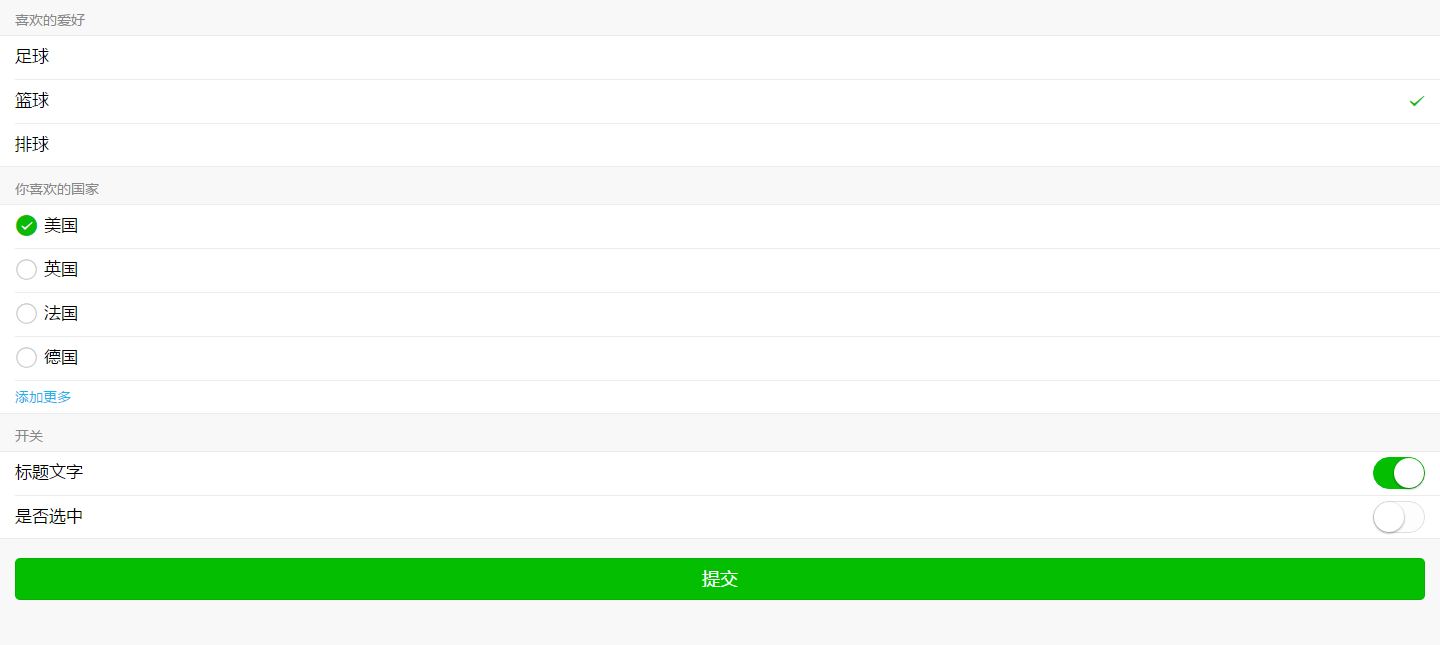 喜欢的爱好
足球
篮球
排球
你喜欢的国家
美国
英国
法国
德国
添加更多
开关
标题文字
是否选中
提交